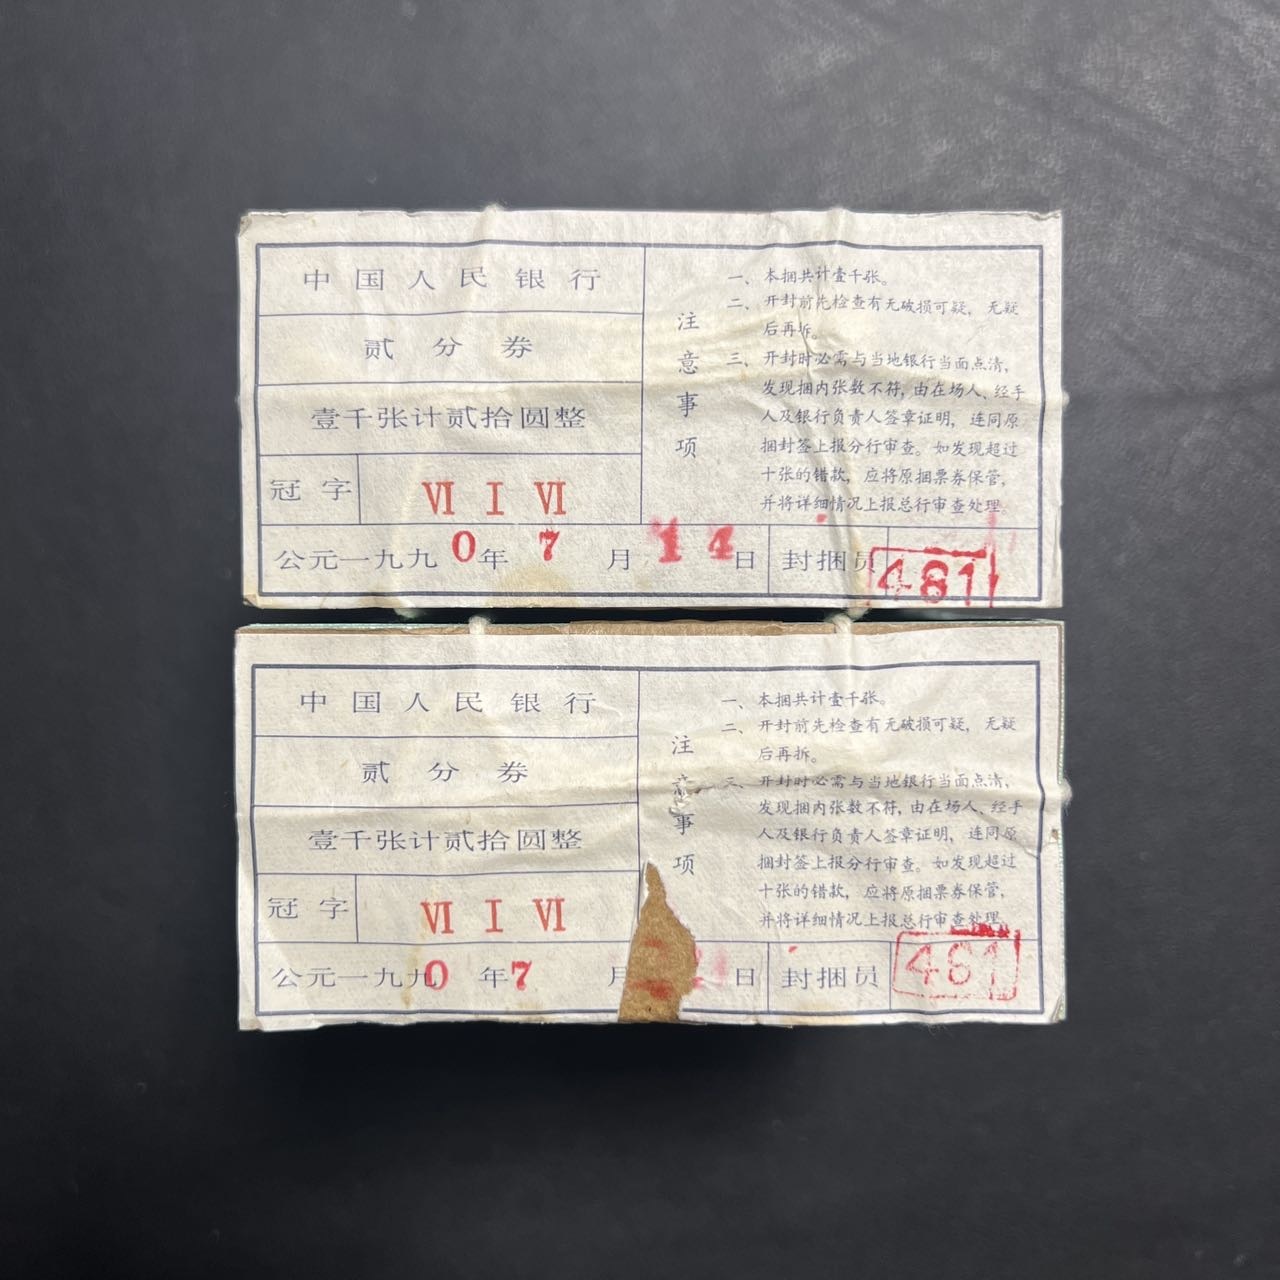 中国人民银行
贰分券
壹千张计贰拾圆整
冠字 Ⅵ Ⅰ Ⅵ
公元一九九0年7月14日
注意事项
一、本捆共计壹千张。
二、开封前先检查有无破损可疑，无疑
后再拆。
三、开封时必需与当地银行当面点清，
发现捆内张数不符，由在场人、经手
人及银行负责人签章证明，连同原
捆封签上报分行审查。如发现超过
十张的错款，应将原捆票券保管，
并将详细情况上报总行审查处理。
封捆员 481
中国人民银行
贰分券
壹千张计贰拾圆整
冠字 Ⅵ Ⅰ Ⅵ
公元一九九0年7月 日
注意事项
一、本捆共计壹千张。
二、开封前先检查有无破损可疑，无疑
后再拆。
三、开封时必需与当地银行当面点清，
发现捆内张数不符，由在场人、经手
人及银行负责人签章证明，连同原
捆封签上报分行审查。如发现超过
十张的错款，应将原捆票券保管，
并将详细情况上报总行审查处理。
封捆员 481